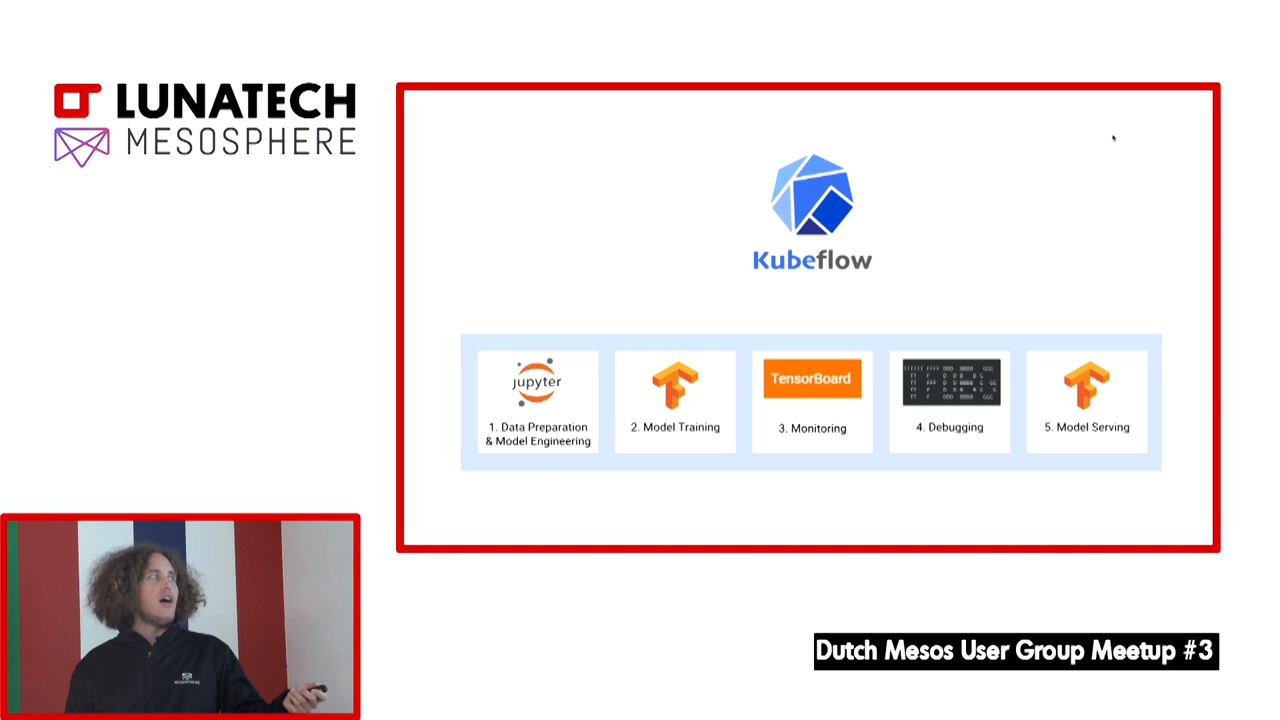 LUNATECH
MESOSPHERE
Kubeflow
jupyter
1. Data Preparation
& Model Engineering
2. Model Training
TensorBoard
3. Monitoring
4. Debugging
5. Model Serving
MESOSPHERE
Dutch Mesos User Group Meetup #3